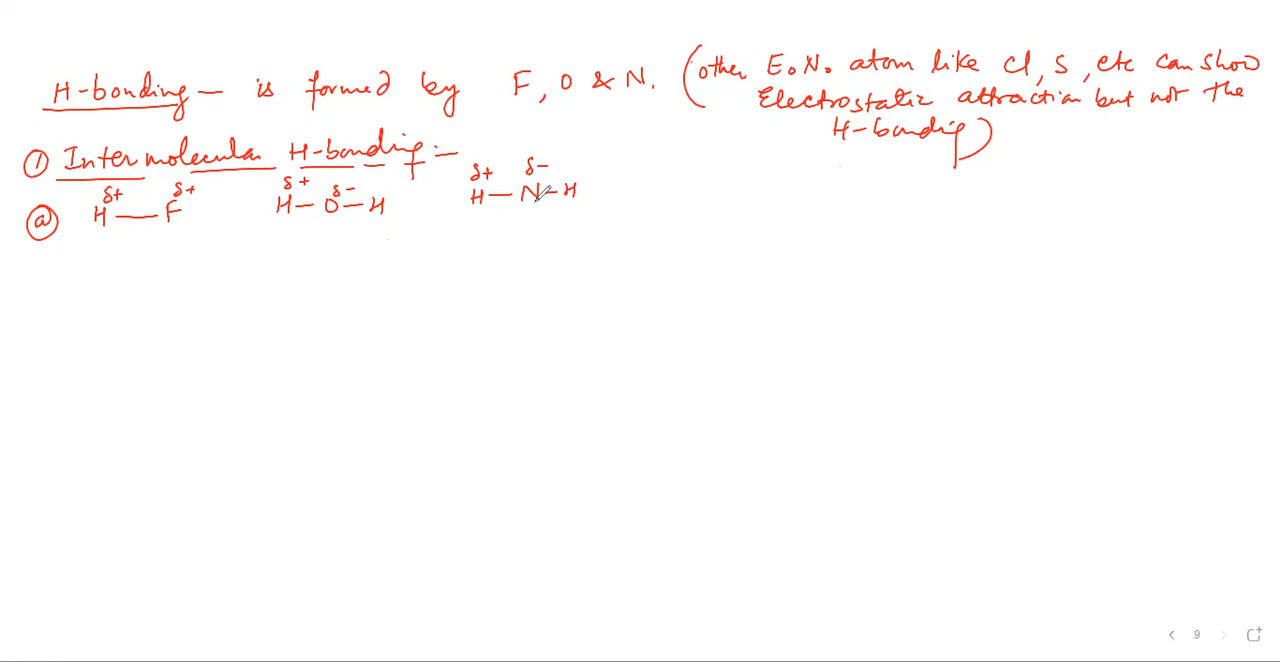 H-bonding — is formed by F, O & N. (other E.N. atom like Cl, S, etc can show
Electrostatic attraction but not the
H-bonding)
① Intermolecular H-bonding :—
δ+ δ+ δ+ δ- δ+ δ-
ⓐ H—F H—O—H H—N—H
9